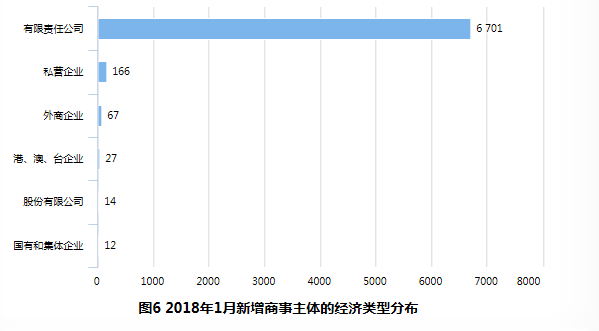 有限责任公司 6 701
私营企业 166
外商企业 67
港、澳、台企业 27
股份有限公司 14
国有和集体企业 12
0 1000 2000 3000 4000 5000 6000 7000 8000
图6 2018年1月新增商事主体的经济类型分布